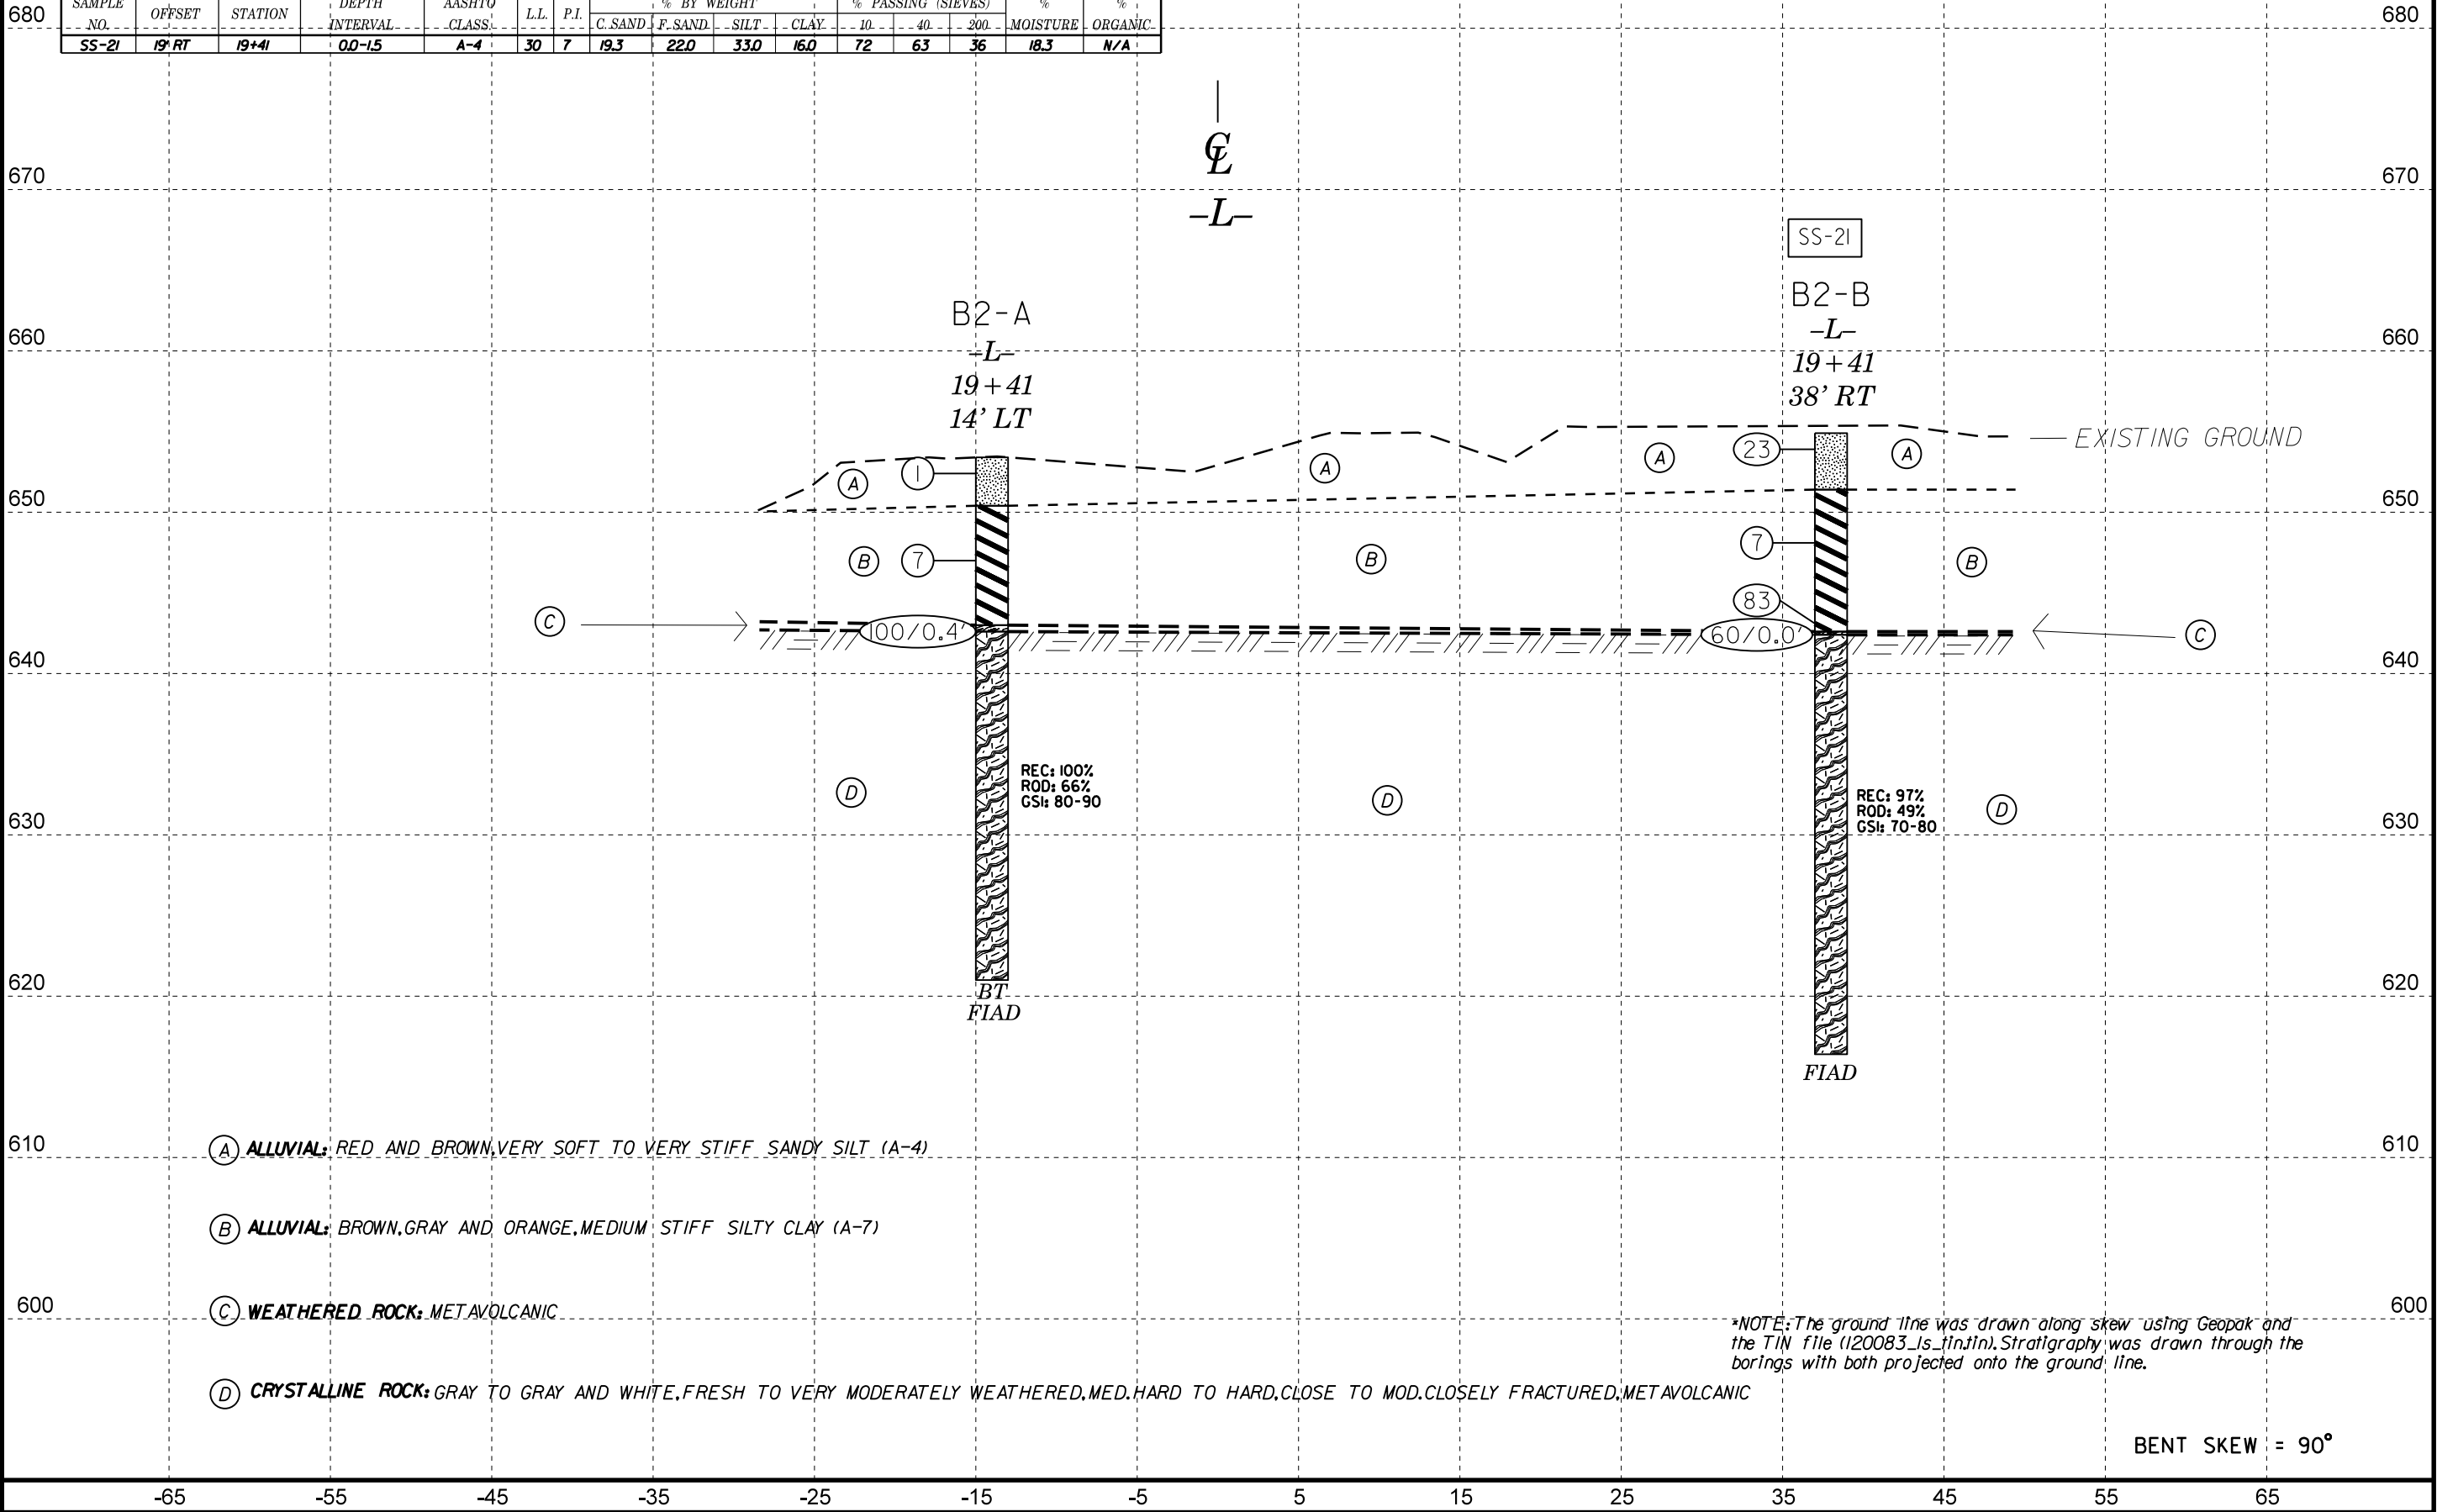 SAMPLE NO. OFFSET STATION DEPTH INTERVAL AASHTO CLASS. L.L. P.I. % BY WEIGHT % PASSING (SIEVES) % MOISTURE % ORGANIC
C. SAND F. SAND SILT CLAY 10 40 200
SS-21 19' RT 19+41 0.0-1.5 A-4 30 7 19.3 22.0 33.0 16.0 72 63 36 18.3 N/A
680 680
℄
670 670
-L-
SS-21
B2-A
-L-
19+41
14' LT
B2-B
-L-
19+41
38' RT
660 660
EXISTING GROUND
A 1 A A 23 A
650 650
B 7 B 7 B
83
C 100/0.4' 60/0.0' C
640 640
REC: 100%
RQD: 66%
GSI: 80-90
REC: 97%
RQD: 49%
GSI: 70-80
D D D
630 630
620 620
BT
FIAD
FIAD
610 610
A ALLUVIAL: RED AND BROWN, VERY SOFT TO VERY STIFF SANDY SILT (A-4)
B ALLUVIAL: BROWN, GRAY AND ORANGE, MEDIUM STIFF SILTY CLAY (A-7)
600 600
C WEATHERED ROCK: METAVOLCANIC
*NOTE: The ground line was drawn along skew using Geopak and
the TIN file (120083_ls_tin.tin). Stratigraphy was drawn through the
borings with both projected onto the ground line.
D CRYSTALLINE ROCK: GRAY TO GRAY AND WHITE, FRESH TO VERY MODERATELY WEATHERED, MED. HARD TO HARD, CLOSE TO MOD. CLOSELY FRACTURED, METAVOLCANIC
BENT SKEW = 90°
-65 -55 -45 -35 -25 -15 -5 5 15 25 35 45 55 65